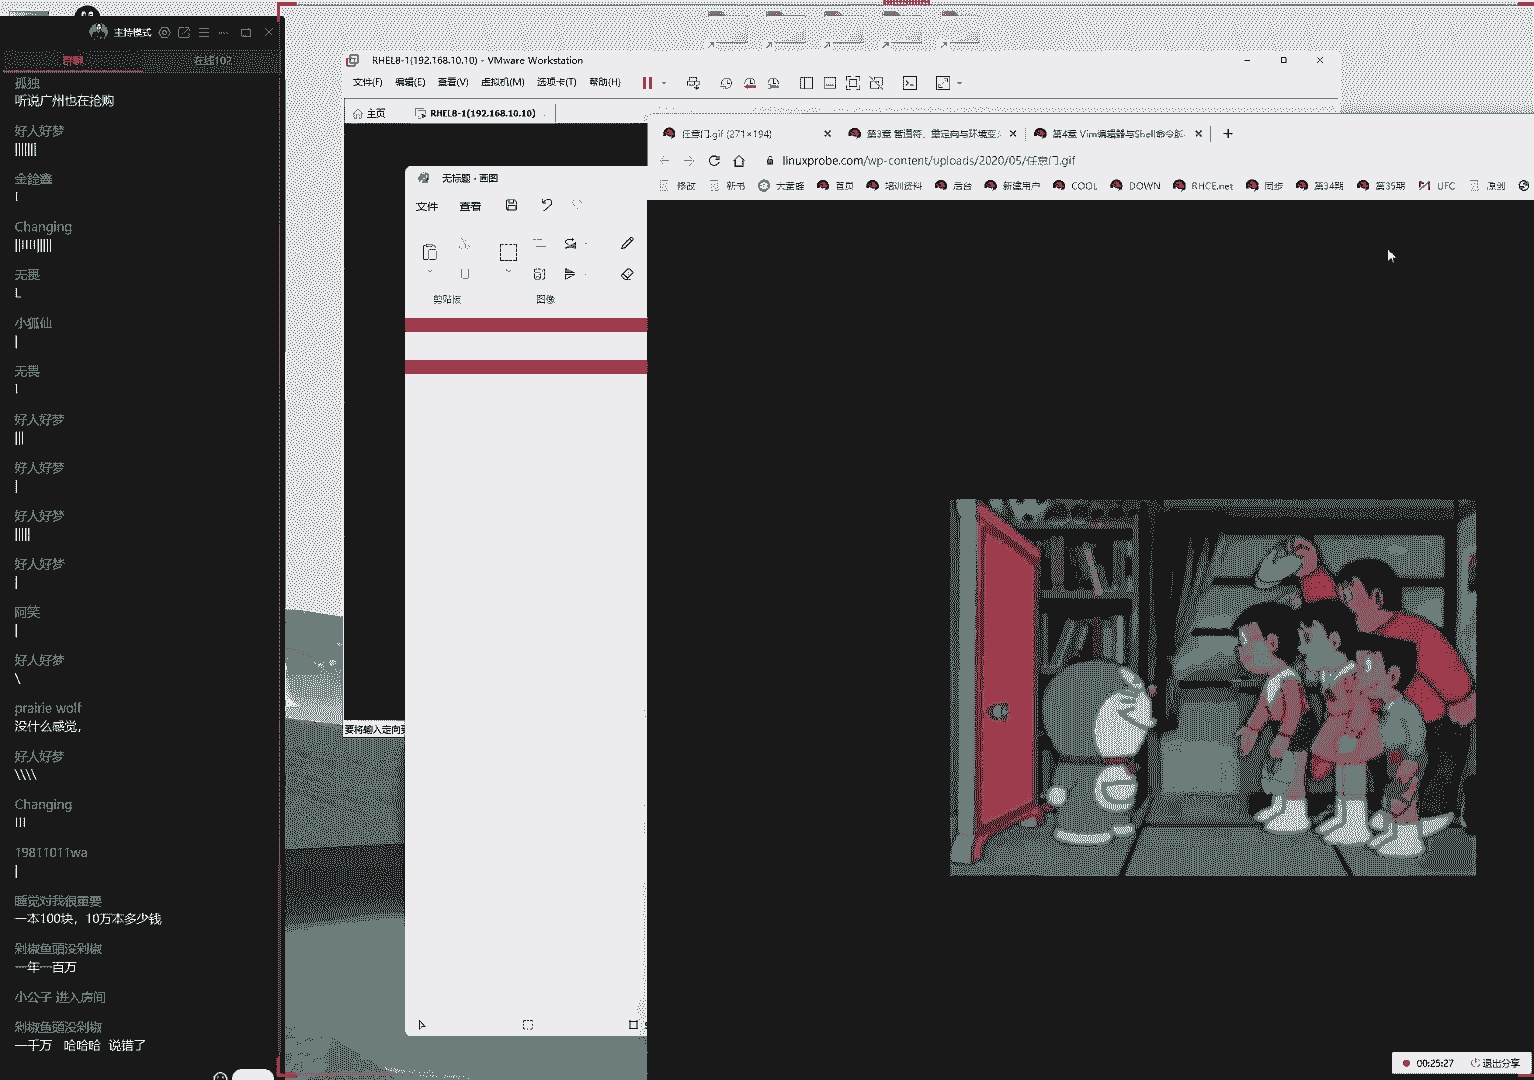 主持模式
群聊
在线102
孤独
听说广州也在抢购
好人好梦
|||||||
[
Changing
||||||||||
无畏
L
小狐仙
|
无畏
1
好人好梦
|||
好人好梦
|
好人好梦
|||||
好人好梦
|
阿笑
|
好人好梦
\
prairie wolf
没什么感觉,
好人好梦
\\\\
Changing
|||
19811011wa
|
睡觉对我很重要
一本100块，10万本多少钱
剁椒鱼頭没剁椒
一年一百万
小公子 进入房间
剁椒鱼頭没剁椒
一千万 哈哈哈 说错了
RHEL8-1(192.168.10.10) - VMware Workstation
文件(F) 编辑(E) 查看(V) 虚拟机(M) 选项卡(T) 帮助(H)
主页 RHEL8-1(192.168.10.10)
要将输入定向到
无标题 - 画图
文件 查看
剪贴板 图像
任意门.gif (271×194)
第3章 管道符、重定向与环境变
第4章 Vim编辑器与Shell命令脚
linuxprobe.com/wp-content/uploads/2020/05/任意门.gif
修改 新书 大董哥 首页 培训资料 后台 新建用户 COOL DOWN RHCE.net 同步 第34期 第35期 UFC 原创
00:25:27 退出分享